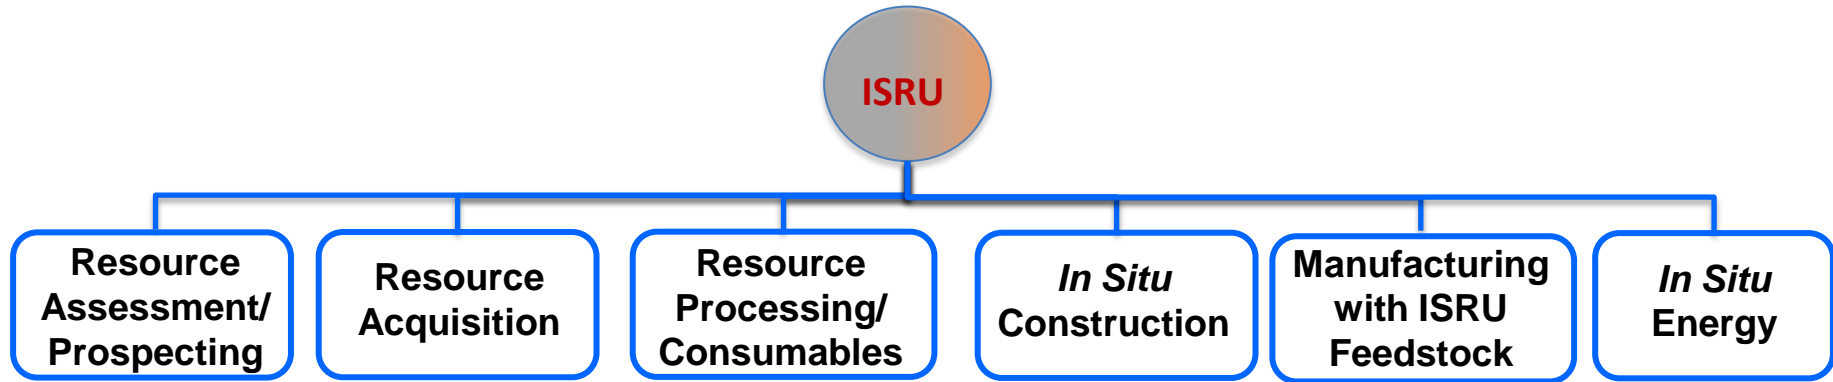 ISRU
Resource
Assessment/
Prospecting
Resource
Acquisition
Resource
Processing/
Consumables
In Situ
Construction
Manufacturing
with ISRU
Feedstock
In Situ
Energy